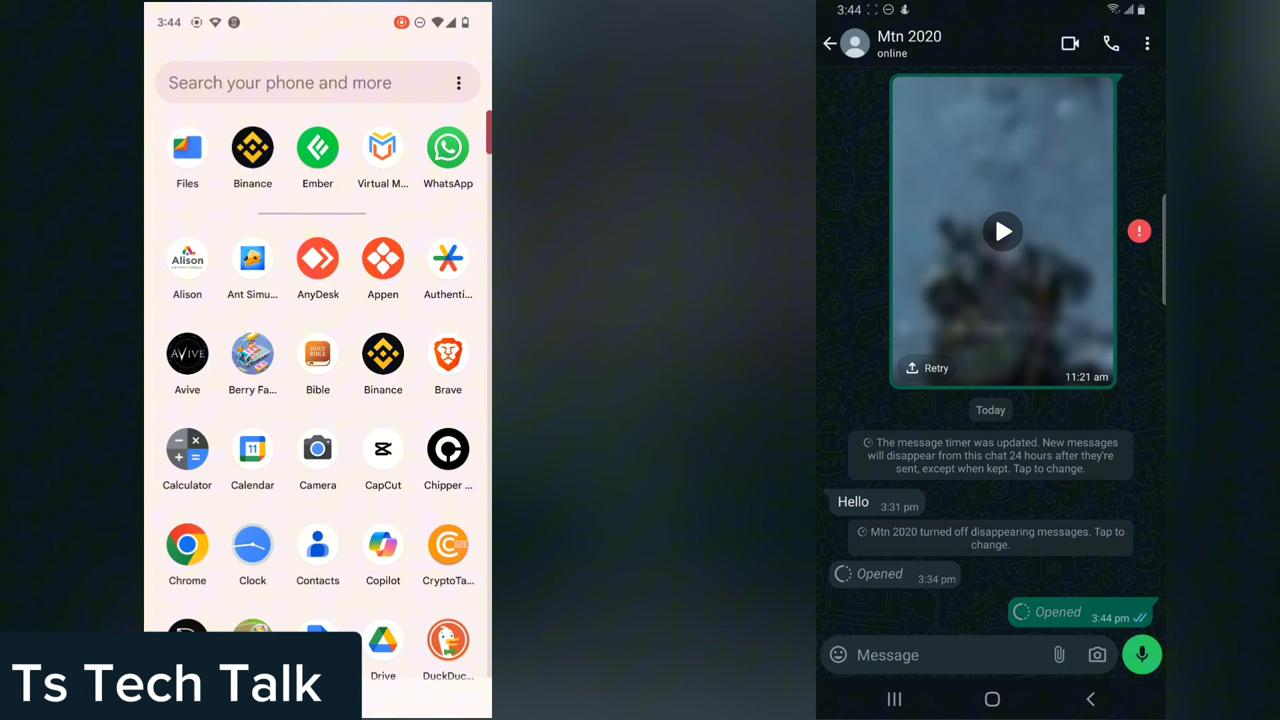 3:44
Search your phone and more
Files
Binance
Ember
Virtual M...
WhatsApp
Alison
Alison
Ant Simu...
AnyDesk
Appen
Authenti...
AVIVE
HOLY
BIBLE
Avive
Berry Fa...
Bible
Binance
Brave
11
Calculator
Calendar
Camera
CapCut
Chipper ...
Chrome
Clock
Contacts
Copilot
CryptoTa...
Drive
DuckDuc...
Ts Tech Talk
3:44
Mtn 2020
online
Retry
11:21 am
Today
The message timer was updated. New messages
will disappear from this chat 24 hours after they're
sent, except when kept. Tap to change.
Hello
3:31 pm
Mtn 2020 turned off disappearing messages. Tap to
change.
Opened
3:34 pm
Opened
3:44 pm
Message